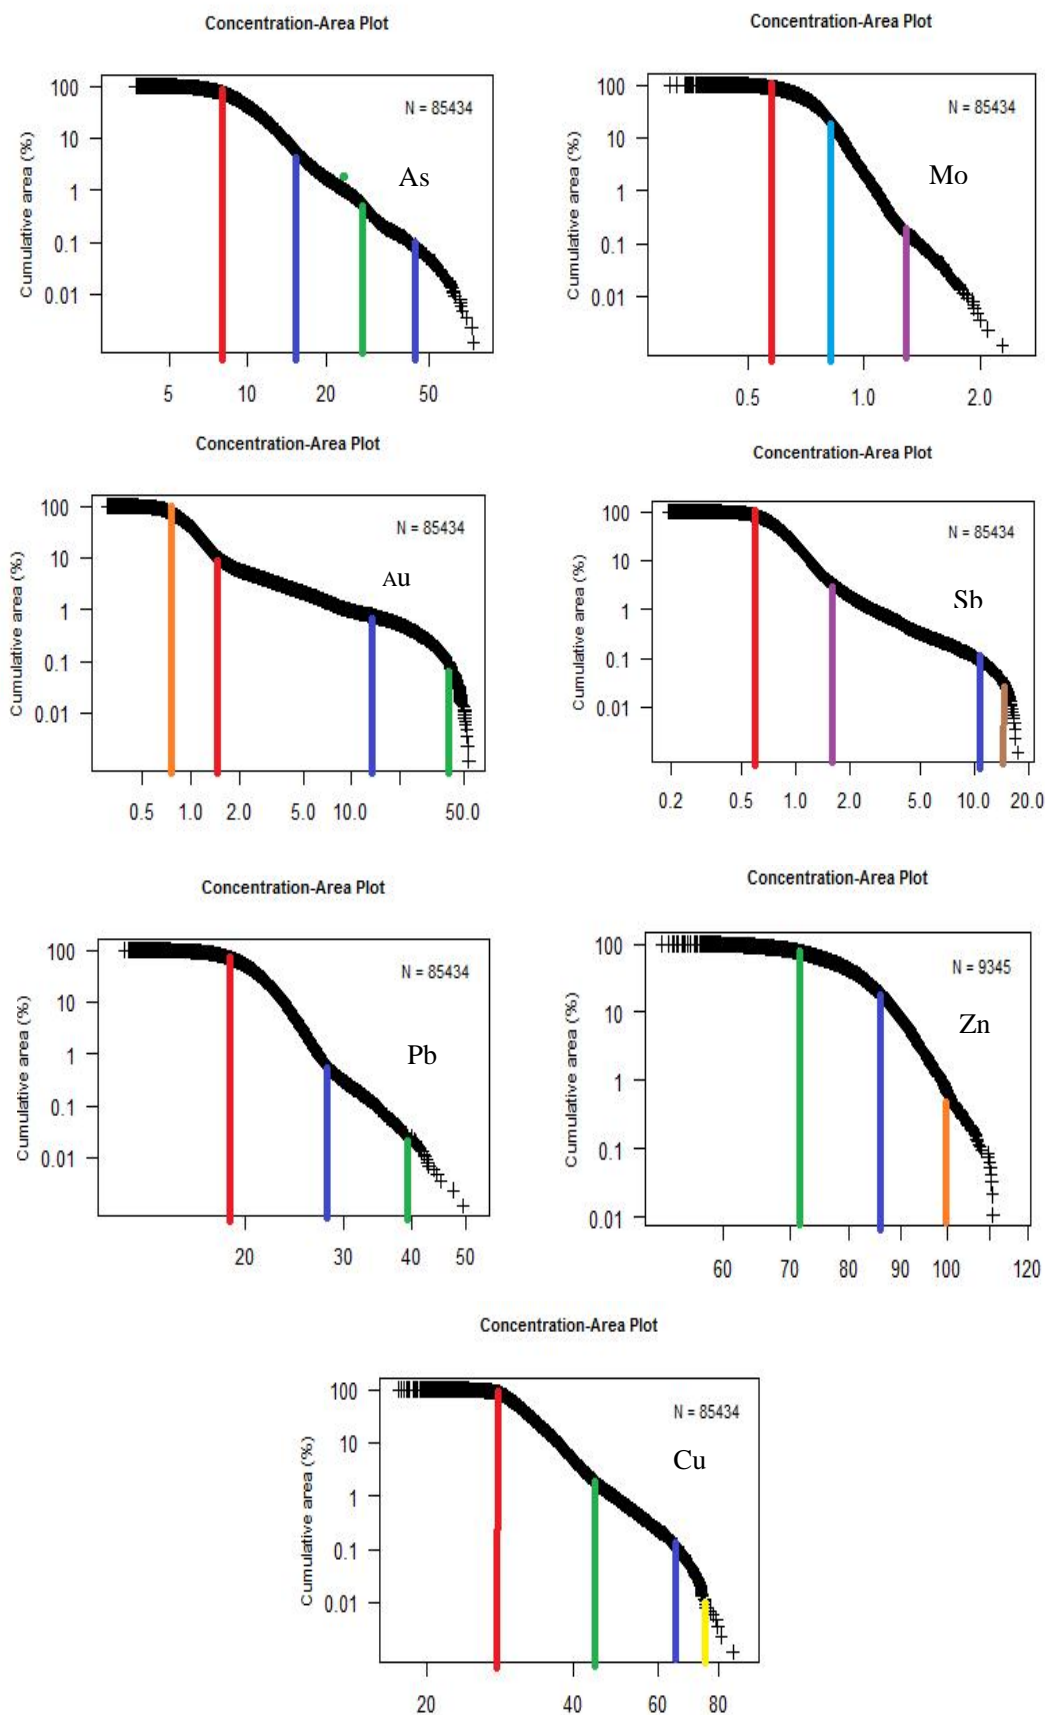 Concentration-Area Plot
Cumulative area (%)
100
10
1
0.1
0.01
N = 85434
As
5 10 20 50
Concentration-Area Plot
Cumulative area (%)
100
10
1
0.1
0.01
N = 85434
Mo
0.5 1.0 2.0
Concentration-Area Plot
Cumulative area (%)
100
10
1
0.1
0.01
N = 85434
Au
0.5 1.0 2.0 5.0 10.0 50.0
Concentration-Area Plot
Cumulative area (%)
100
10
1
0.1
0.01
N = 85434
Sb
0.2 0.5 1.0 2.0 5.0 10.0 20.0
Concentration-Area Plot
Cumulative area (%)
100
10
1
0.1
0.01
N = 85434
Pb
20 30 40 50
Concentration-Area Plot
Cumulative area (%)
100
10
1
0.1
0.01
N = 9345
Zn
60 70 80 90 100 120
Concentration-Area Plot
Cumulative area (%)
100
10
1
0.1
0.01
N = 85434
Cu
20 40 60 80